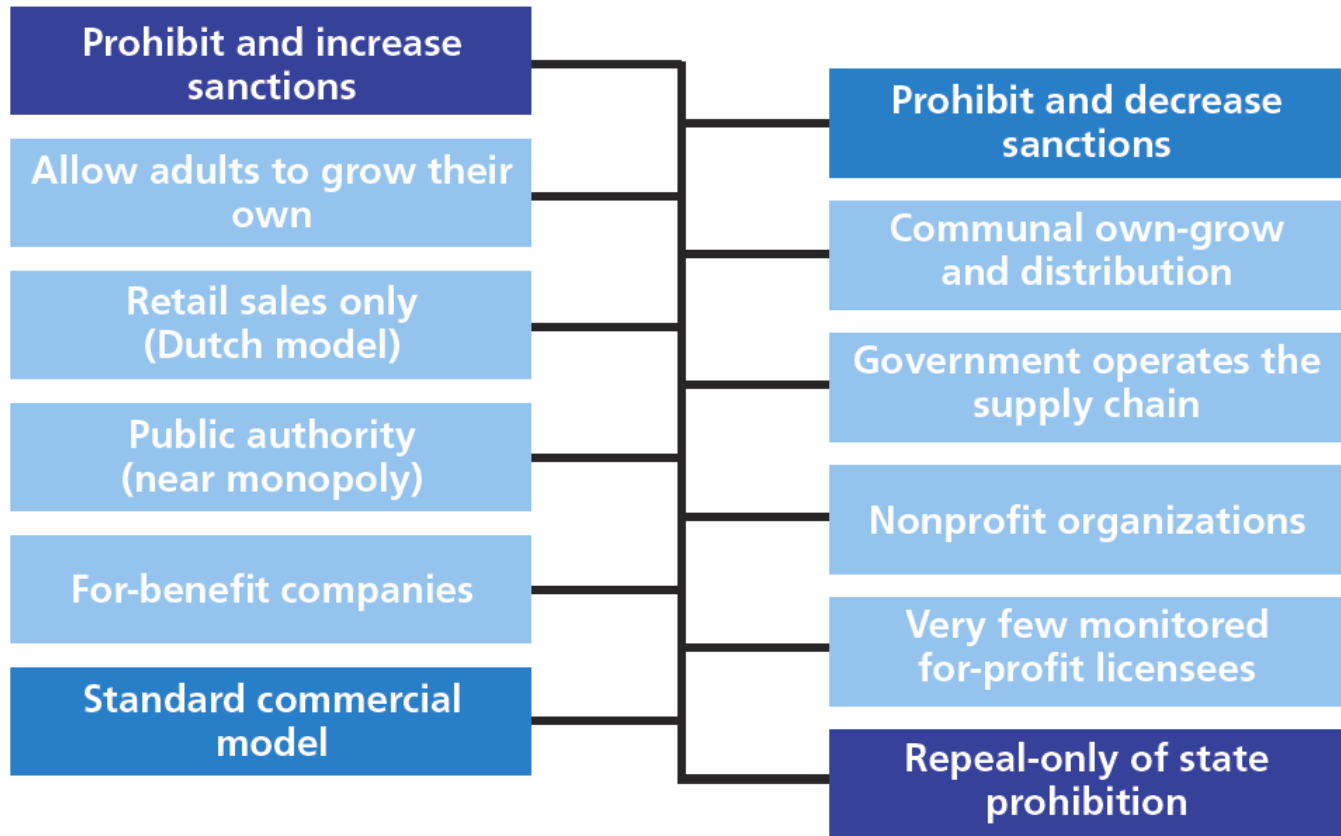 Prohibit and increase
sanctions
Prohibit and decrease
sanctions
Allow adults to grow their
own
Communal own-grow
and distribution
Retail sales only
(Dutch model)
Government operates the
supply chain
Public authority
(near monopoly)
Nonprofit organizations
For-benefit companies
Very few monitored
for-profit licensees
Standard commercial
model
Repeal-only of state
prohibition